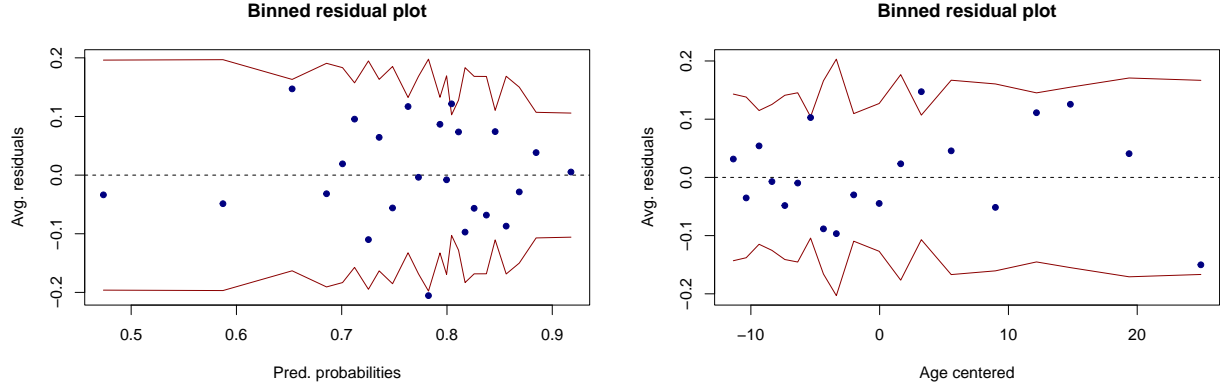 Binned residual plot
Avg. residuals
0.2
0.1
0.0
−0.1
−0.2
0.5 0.6 0.7 0.8 0.9
Pred. probabilities
Binned residual plot
Avg. residuals
0.2
0.1
0.0
−0.1
−0.2
−10 0 10 20
Age centered